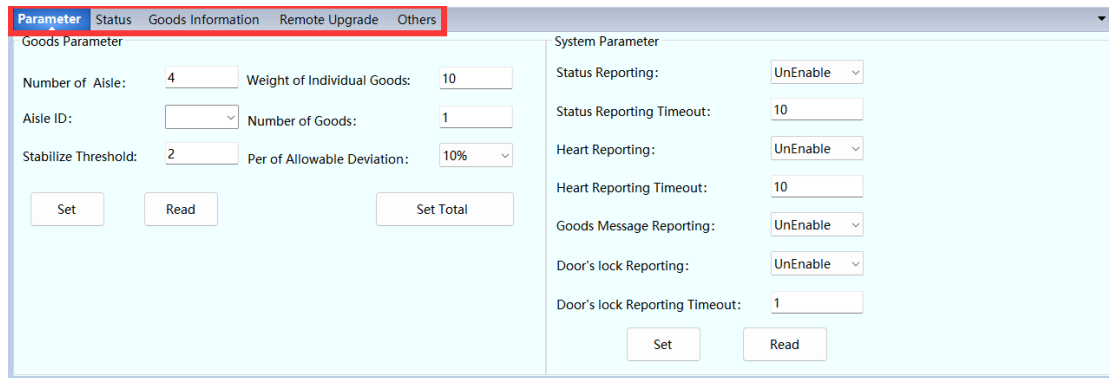 Parameter Status Goods Information Remote Upgrade Others
Goods Parameter
Number of Aisle: 4 Weight of Individual Goods: 10
Aisle ID: Number of Goods: 1
Stabilize Threshold: 2 Per of Allowable Deviation: 10%
Set Read Set Total
System Parameter
Status Reporting: UnEnable
Status Reporting Timeout: 10
Heart Reporting: UnEnable
Heart Reporting Timeout: 10
Goods Message Reporting: UnEnable
Door's lock Reporting: UnEnable
Door's lock Reporting Timeout: 1
Set Read